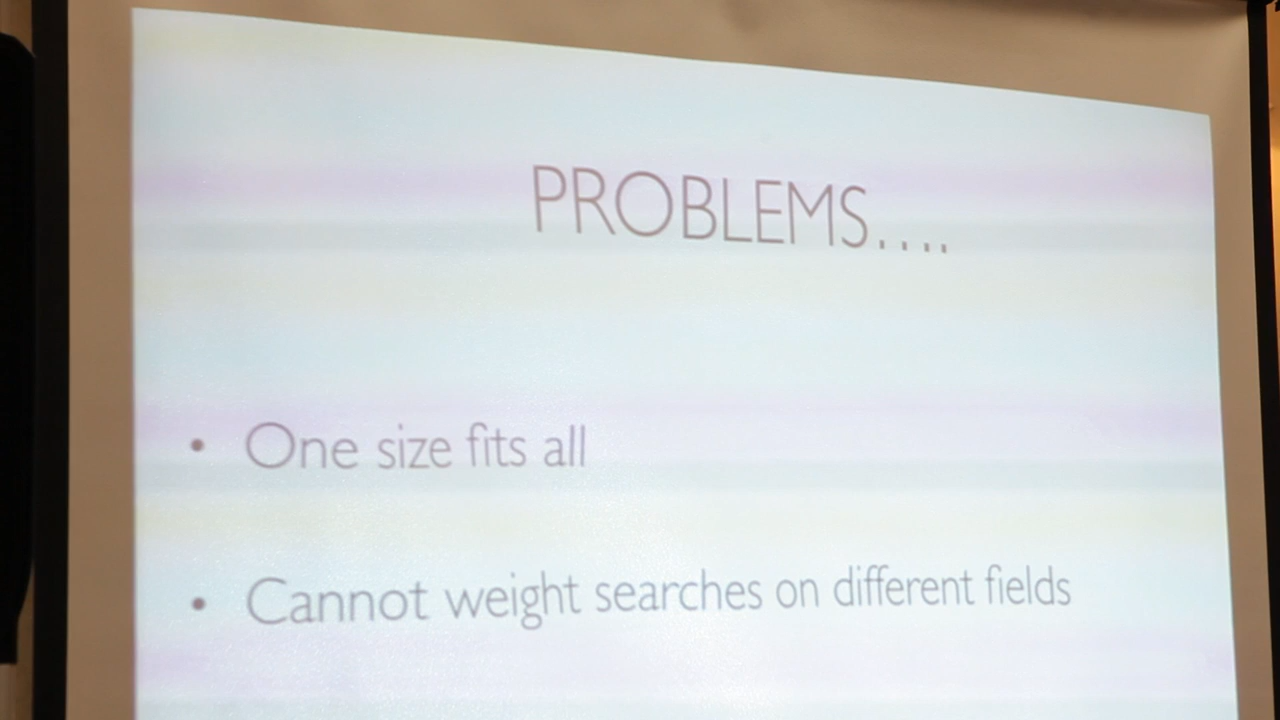 PROBLEMS....
• One size fits all
• Cannot weight searches on different fields